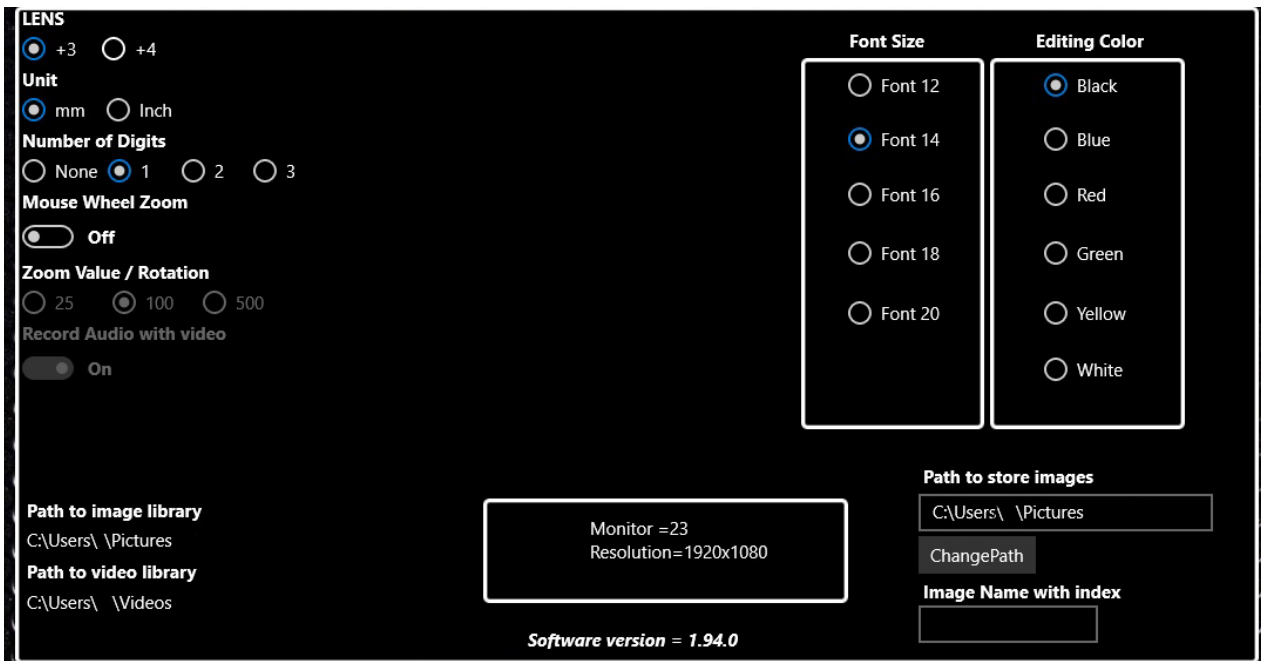 LENS
+3 +4
Unit
mm Inch
Number of Digits
None 1 2 3
Mouse Wheel Zoom
Off
Zoom Value / Rotation
25 100 500
Record Audio with video
On
Font Size
Font 12
Font 14
Font 16
Font 18
Font 20
Editing Color
Black
Blue
Red
Green
Yellow
White
Path to image library
C:\Users\ \Pictures
Path to video library
C:\Users\ \Videos
Monitor =23
Resolution=1920x1080
Software version = 1.94.0
Path to store images
C:\Users\ \Pictures
ChangePath
Image Name with index